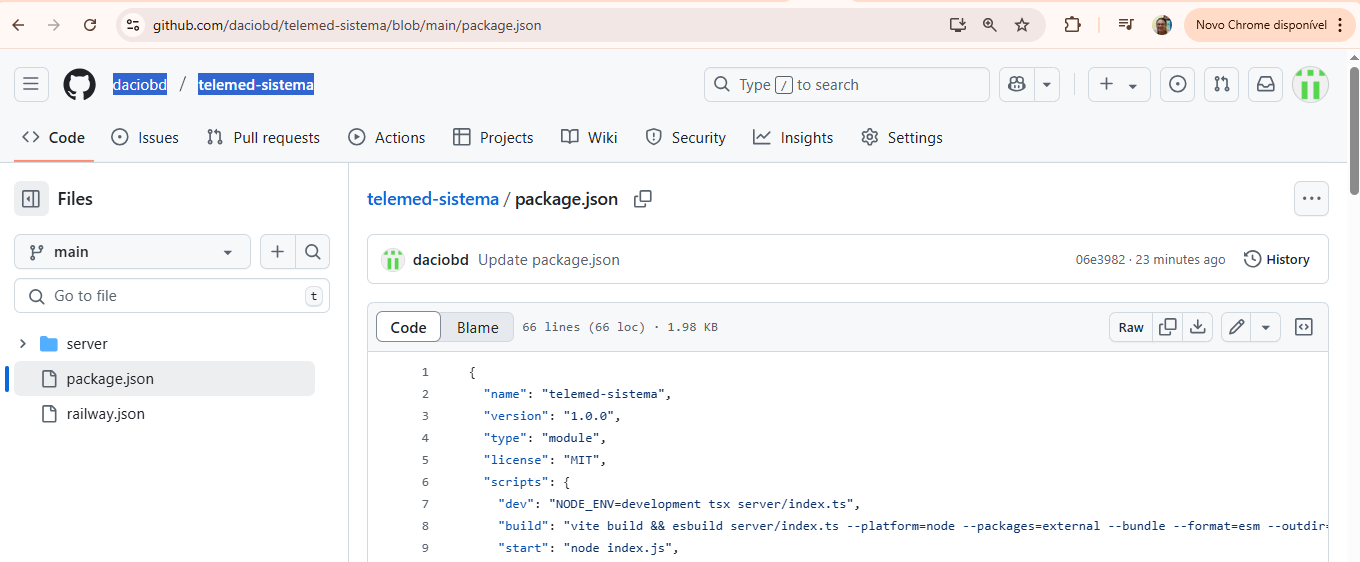 github.com/daciobd/telemed-sistema/blob/main/package.json
Novo Chrome disponível
daciobd / telemed-sistema
Type / to search
Code Issues Pull requests Actions Projects Wiki Security Insights Settings
Files
telemed-sistema / package.json
main
daciobd Update package.json
06e3982 · 23 minutes ago
History
Go to file
t
Code Blame 66 lines (66 loc) · 1.98 KB
Raw
server
package.json
railway.json
1 {
2 "name": "telemed-sistema",
3 "version": "1.0.0",
4 "type": "module",
5 "license": "MIT",
6 "scripts": {
7 "dev": "NODE_ENV=development tsx server/index.ts",
8 "build": "vite build && esbuild server/index.ts --platform=node --packages=external --bundle --format=esm --outdir=
9 "start": "node index.js",